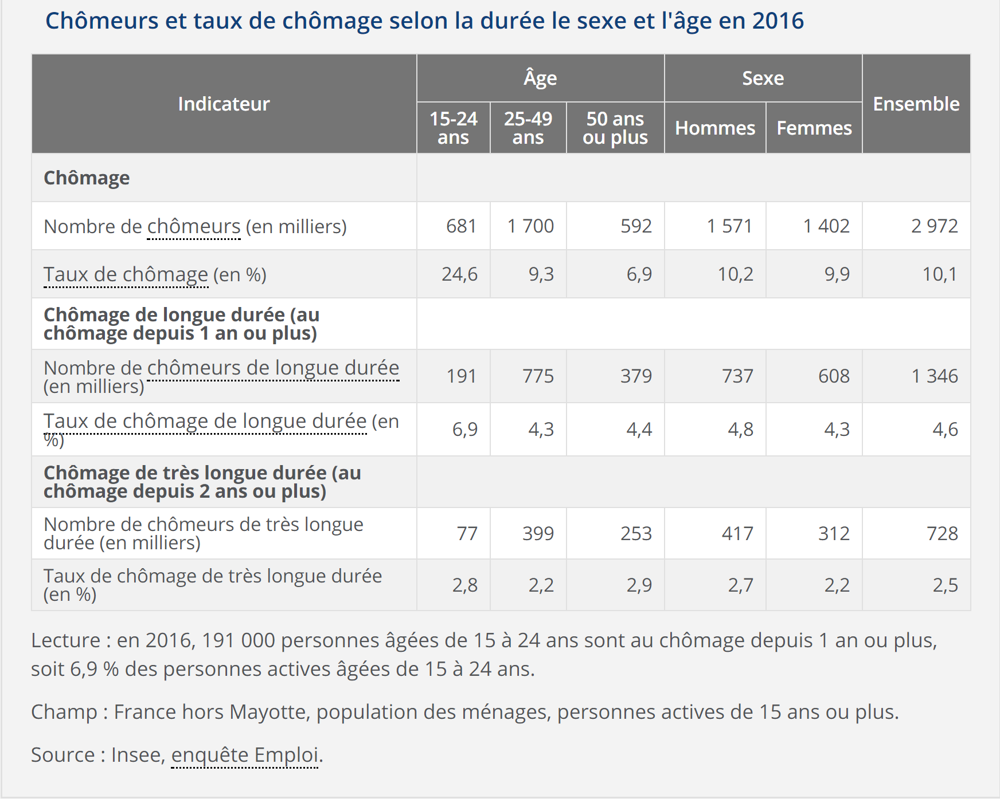 Chômeurs et taux de chômage selon la durée le sexe et l'âge en 2016
Indicateur Âge Sexe Ensemble
15-24 ans 25-49 ans 50 ans ou plus Hommes Femmes
Chômage
Nombre de chômeurs (en milliers) 681 1 700 592 1 571 1 402 2 972
Taux de chômage (en %) 24,6 9,3 6,9 10,2 9,9 10,1
Chômage de longue durée (au
chômage depuis 1 an ou plus)
Nombre de chômeurs de longue durée
(en milliers) 191 775 379 737 608 1 346
Taux de chômage de longue durée (en
%) 6,9 4,3 4,4 4,8 4,3 4,6
Chômage de très longue durée (au
chômage depuis 2 ans ou plus)
Nombre de chômeurs de très longue
durée (en milliers) 77 399 253 417 312 728
Taux de chômage de très longue durée
(en %) 2,8 2,2 2,9 2,7 2,2 2,5
Lecture : en 2016, 191 000 personnes âgées de 15 à 24 ans sont au chômage depuis 1 an ou plus,
soit 6,9 % des personnes actives âgées de 15 à 24 ans.
Champ : France hors Mayotte, population des ménages, personnes actives de 15 ans ou plus.
Source : Insee, enquête Emploi.